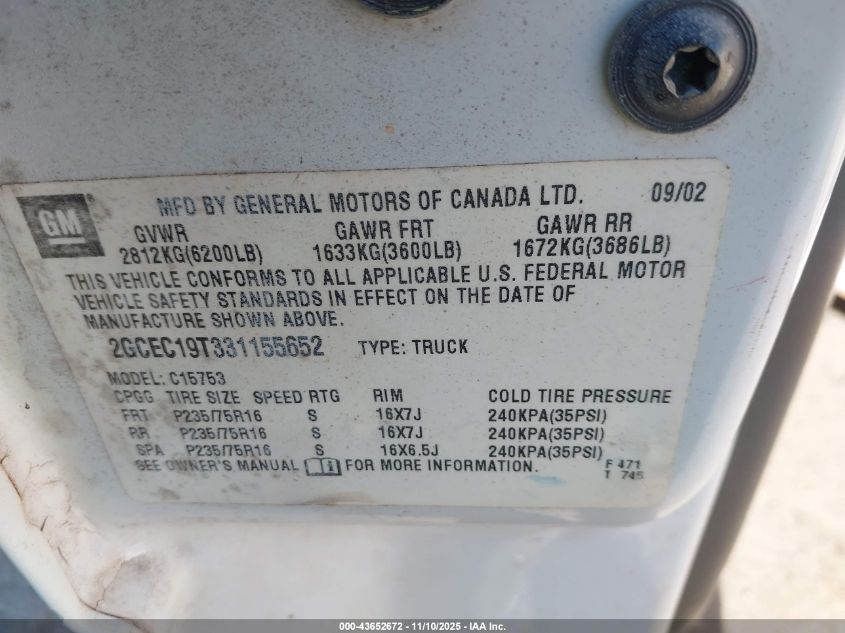 GM
MFD BY GENERAL MOTORS OF CANADA LTD. 09/02
GVWR GAWR FRT GAWR RR
2812KG(6200LB) 1633KG(3600LB) 1672KG(3686LB)
THIS VEHICLE CONFORMS TO ALL APPLICABLE U.S. FEDERAL MOTOR
VEHICLE SAFETY STANDARDS IN EFFECT ON THE DATE OF
MANUFACTURE SHOWN ABOVE.
2GCEC19T331155652 TYPE: TRUCK
MODEL: C15753
CPGG TIRE SIZE SPEED RTG RIM COLD TIRE PRESSURE
FRT P235/75R16 S 16X7J 240KPA(35PSI)
RR P235/75R16 S 16X7J 240KPA(35PSI)
SPA P235/75R16 S 16X6.5J 240KPA(35PSI)
SEE OWNER'S MANUAL FOR MORE INFORMATION.
F 471
T 745
000-43652672 • 11/10/2025 - IAA Inc.